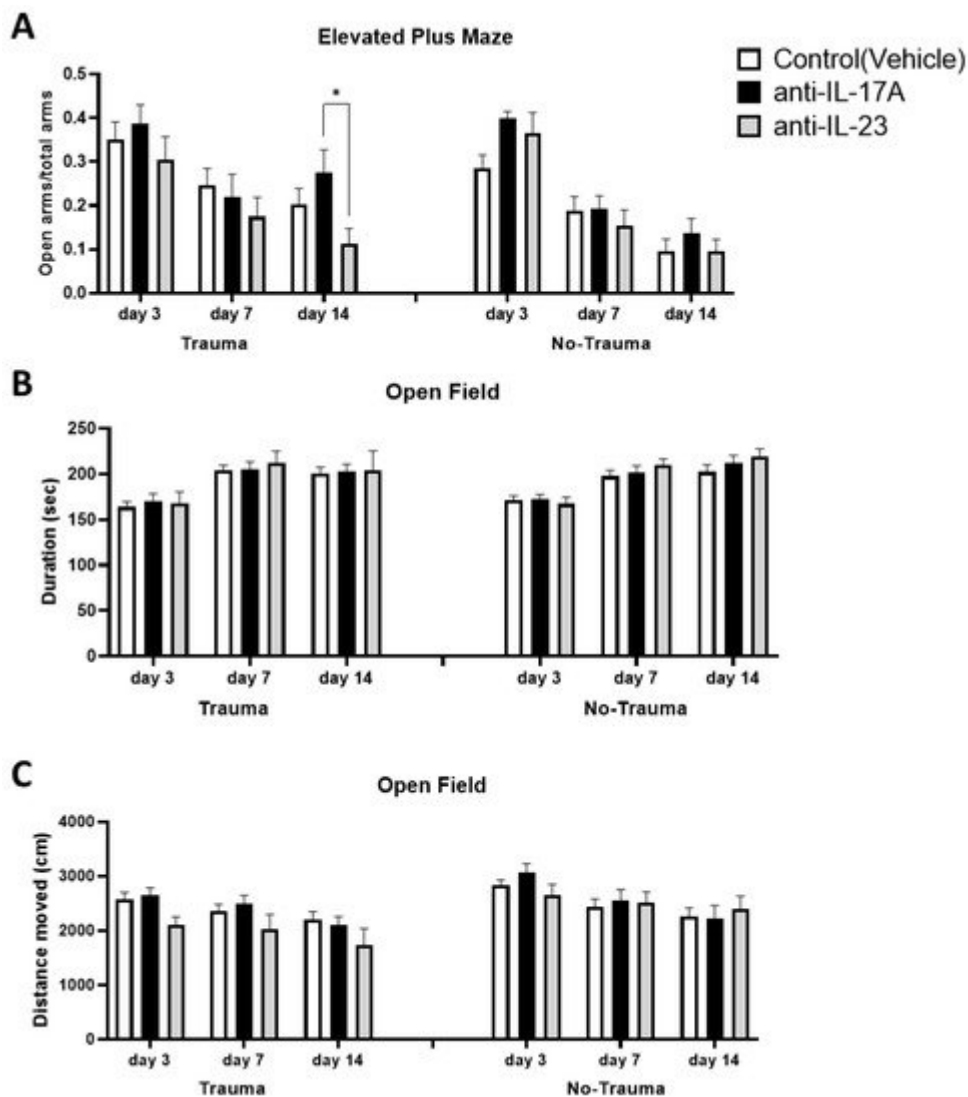 A
Elevated Plus Maze
Control(Vehicle)
anti-IL-17A
anti-IL-23
Open arms/total arms
0.5
0.4
0.3
0.2
0.1
0.0
*
day 3 day 7 day 14 day 3 day 7 day 14
Trauma No-Trauma
B
Open Field
Duration (sec)
250
200
150
100
50
0
day 3 day 7 day 14 day 3 day 7 day 14
Trauma No-Trauma
C
Open Field
Distance moved (cm)
4000
3000
2000
1000
0
day 3 day 7 day 14 day 3 day 7 day 14
Trauma No-Trauma